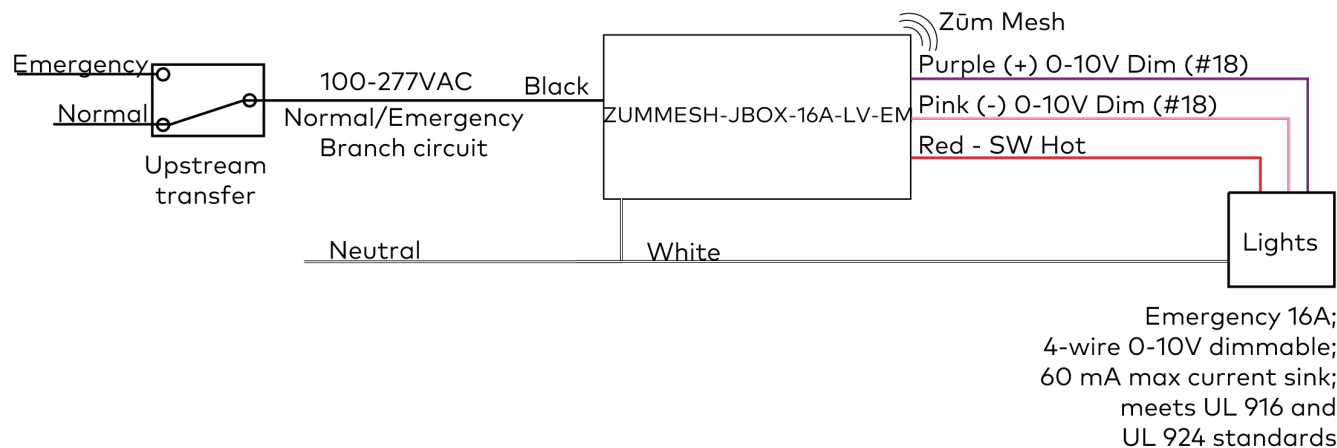 Zūm Mesh
Emergency
Purple (+) 0-10V Dim (#18)
100-277VAC
Black
Normal
Pink (-) 0-10V Dim (#18)
ZUMMESH-JBOX-16A-LV-EM
Normal/Emergency
Branch circuit
Red - SW Hot
Upstream
transfer
Neutral
White
Lights
Emergency 16A;
4-wire 0-10V dimmable;
60 mA max current sink;
meets UL 916 and
UL 924 standards